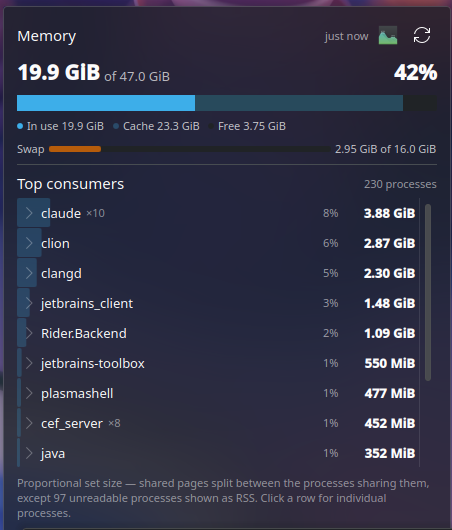 Memory just now
19.9 GiB of 47.0 GiB 42%
In use 19.9 GiB Cache 23.3 GiB Free 3.75 GiB
Swap 2.95 GiB of 16.0 GiB
Top consumers 230 processes
claude ×10 8% 3.88 GiB
clion 6% 2.87 GiB
clangd 5% 2.30 GiB
jetbrains_client 3% 1.48 GiB
Rider.Backend 2% 1.09 GiB
jetbrains-toolbox 1% 550 MiB
plasmashell 1% 477 MiB
cef_server ×8 1% 452 MiB
java 1% 352 MiB
Proportional set size — shared pages split between the processes sharing them,
except 97 unreadable processes shown as RSS. Click a row for individual
processes.